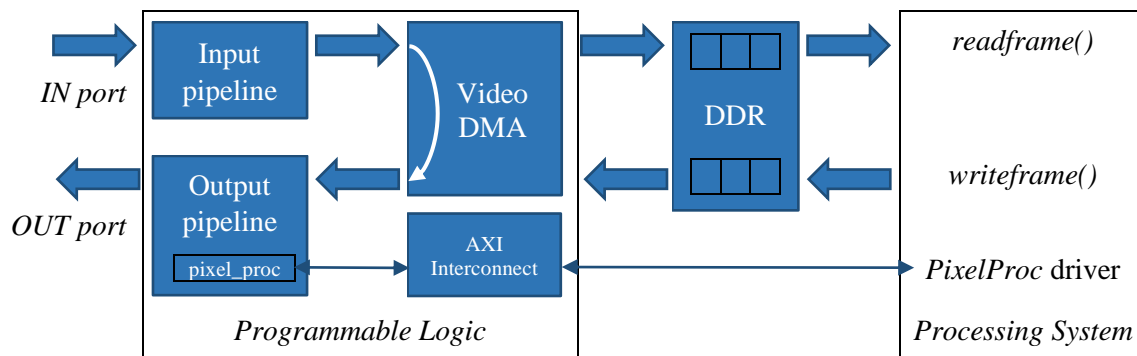 IN port
Input
pipeline
Video
DMA
DDR
readframe()
OUT port
Output
pipeline
pixel_proc
AXI
Interconnect
writeframe()
PixelProc driver
Programmable Logic
Processing System